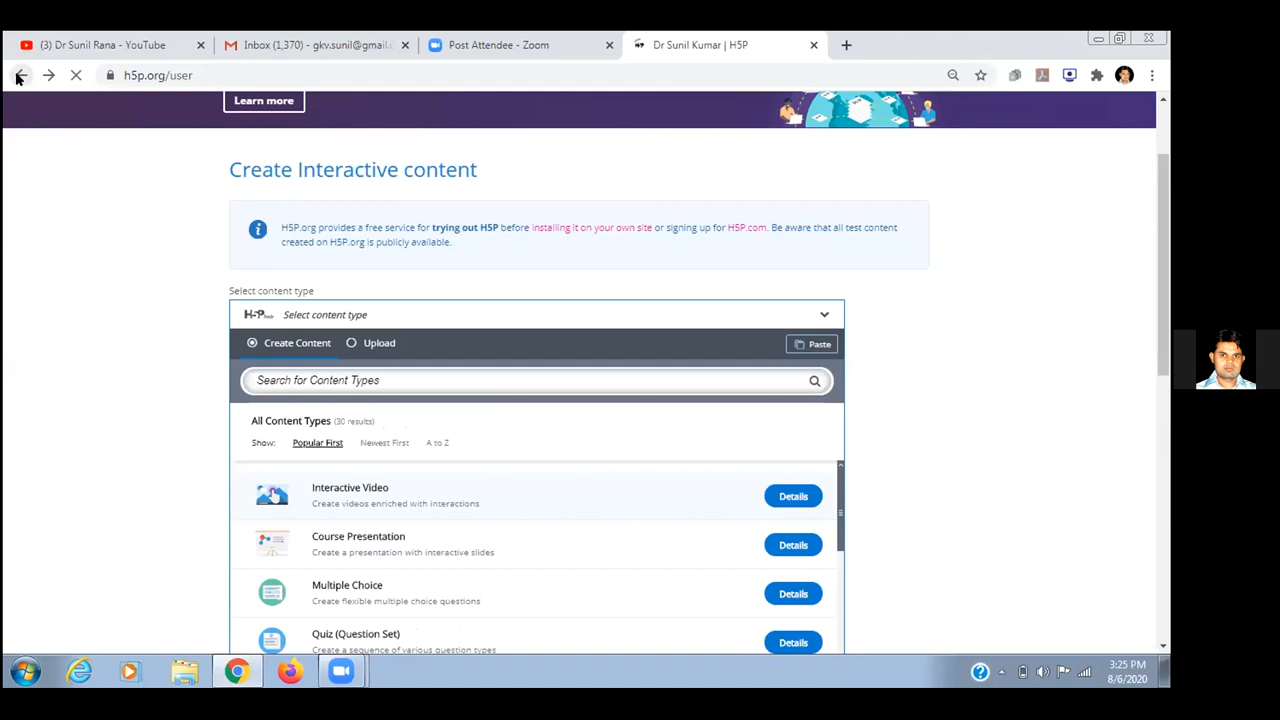 (3) Dr Sunil Rana - YouTube
Inbox (1,370) - gkv.sunil@gmail.
Post Attendee - Zoom
Dr Sunil Kumar | H5P
h5p.org/user
Learn more
Create Interactive content
H5P.org provides a free service for trying out H5P before installing it on your own site or signing up for H5P.com. Be aware that all test content
created on H5P.org is publicly available.
Select content type
H5P Hub Select content type
Create Content Upload Paste
Search for Content Types
All Content Types (30 results)
Show: Popular First Newest First A to Z
Interactive Video
Create videos enriched with interactions
Details
Course Presentation
Create a presentation with interactive slides
Details
Multiple Choice
Create flexible multiple choice questions
Details
Quiz (Question Set)
Create a sequence of various question types
Details
3:25 PM
8/6/2020